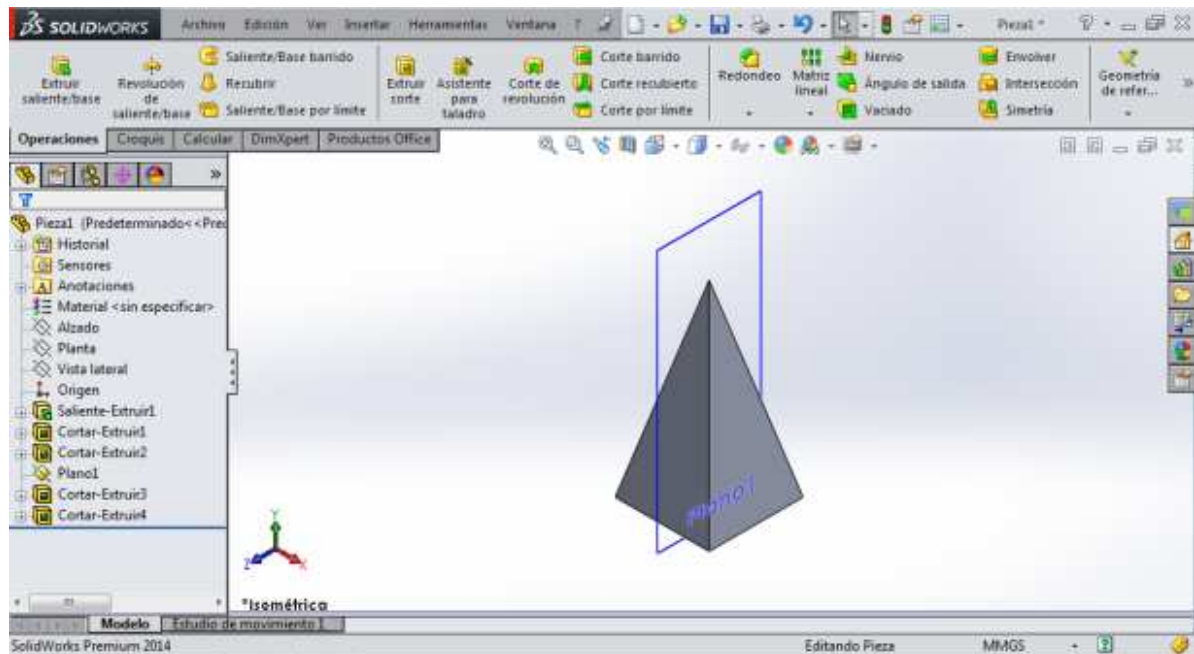 SOLIDWORKS Archivo Edición Ver Insertar Herramientas Ventana ? Pieza1 *
Extruir saliente/base
Revolución de saliente/base
Saliente/Base barrido
Recubrir
Saliente/Base por límite
Extruir corte
Asistente para taladro
Corte de revolución
Corte barrido
Corte recubierto
Corte por límite
Redondeo
Matriz lineal
Nervio
Ángulo de salida
Vaciado
Envolver
Intersección
Simetría
Geometría de refer...
Operaciones Croquis Calcular DimXpert Productos Office
Pieza1 (Predeterminado<<Pred
Historial
Sensores
Anotaciones
Material <sin especificar>
Alzado
Planta
Vista lateral
Origen
Saliente-Extruir1
Cortar-Extruir1
Cortar-Extruir2
Plano1
Cortar-Extruir3
Cortar-Extruir4
Plano1
Y
Z X
*Isométrica
Modelo Estudio de movimiento 1
SolidWorks Premium 2014 Editando Pieza MMGS